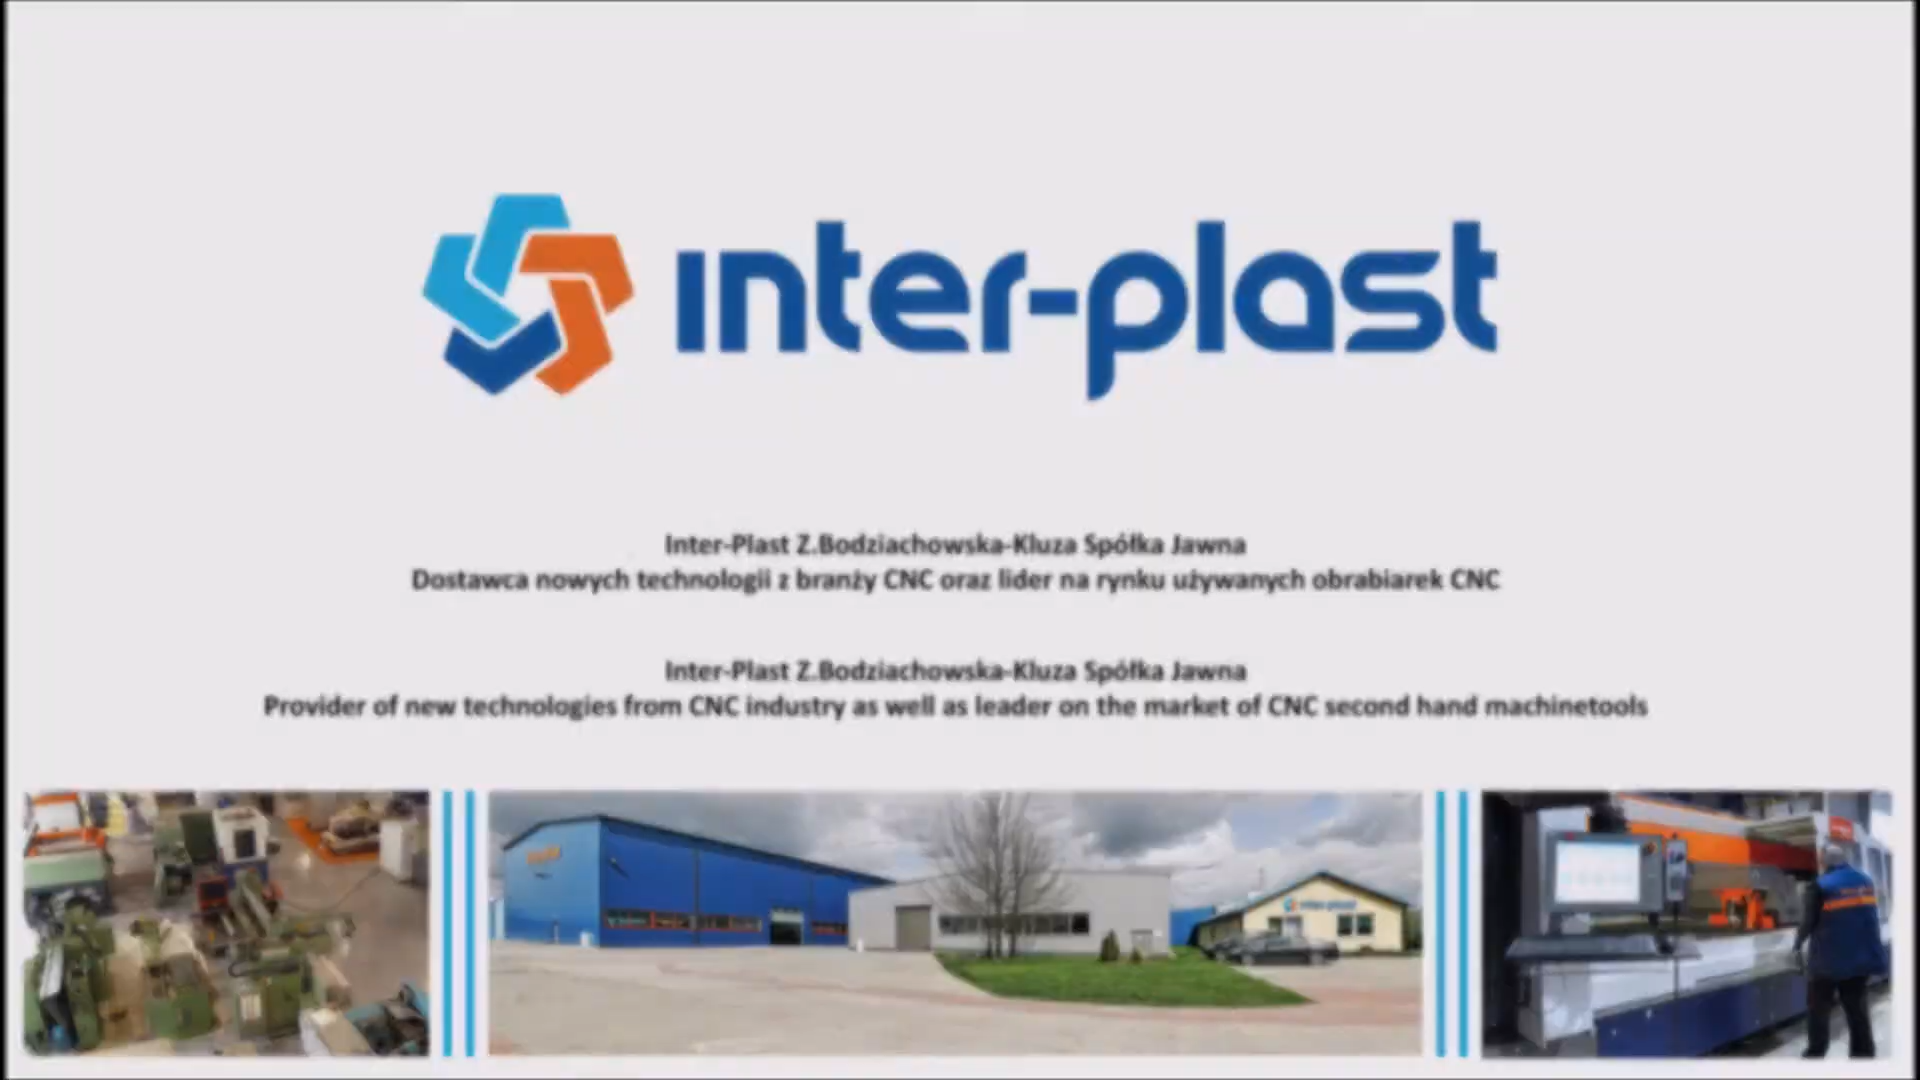 inter-plast
Inter-Plast Z.Bodziachowska-Kluza Spółka Jawna
Dostawca nowych technologii z branży CNC oraz lider na rynku używanych obrabiarek CNC
Inter-Plast Z.Bodziachowska-Kluza Spółka Jawna
Provider of new technologies from CNC industry as well as leader on the market of CNC second hand machinetools
inter-plast